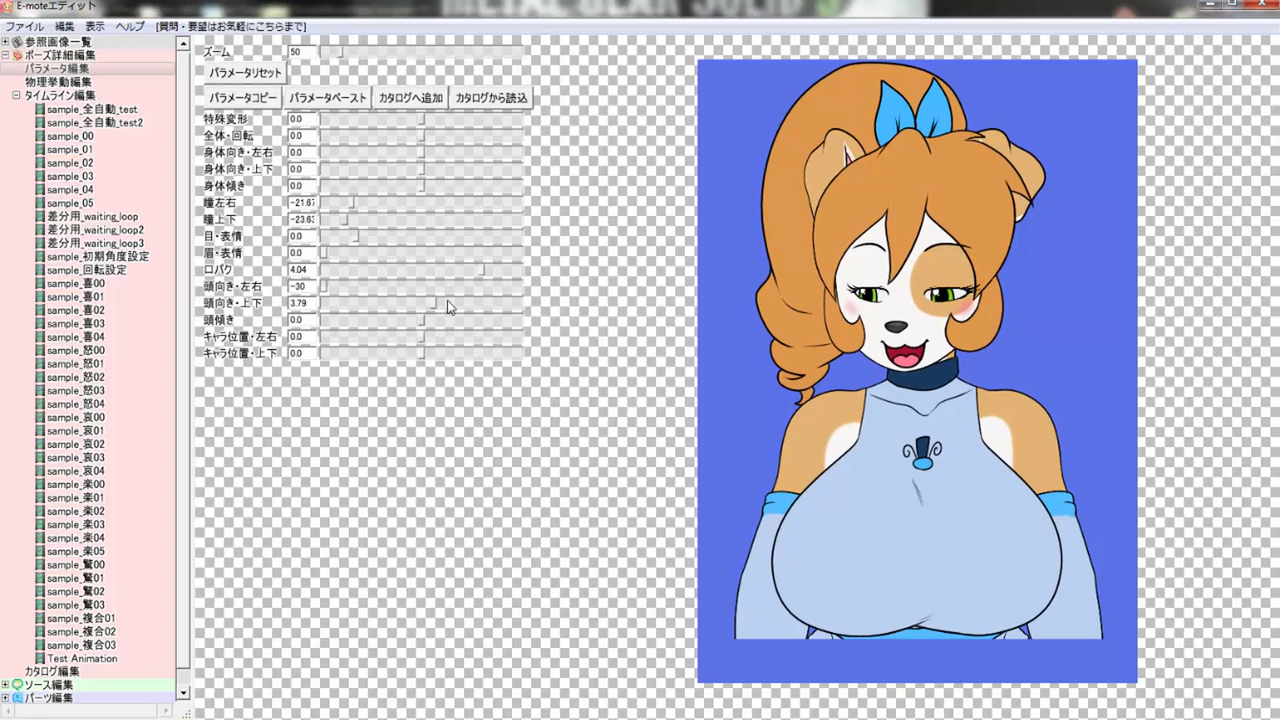 E-moteエディット
ファイル 編集 表示 ヘルプ [質問・要望はお気軽にこちらまで]
参照画像一覧
ポーズ詳細編集
パラメータ編集
物理挙動編集
タイムライン編集
sample_全自動_test
sample_全自動_test2
sample_00
sample_01
sample_02
sample_03
sample_04
sample_05
差分用_waiting_loop
差分用_waiting_loop2
差分用_waiting_loop3
sample_初期角度設定
sample_回転設定
sample_喜00
sample_喜01
sample_喜02
sample_喜03
sample_喜04
sample_怒00
sample_怒01
sample_怒02
sample_怒03
sample_怒04
sample_哀00
sample_哀01
sample_哀02
sample_哀03
sample_哀04
sample_楽00
sample_楽01
sample_楽02
sample_楽03
sample_楽04
sample_楽05
sample_驚00
sample_驚01
sample_驚02
sample_驚03
sample_複合01
sample_複合02
sample_複合03
Test Animation
カタログ編集
ソース編集
パーツ編集
ズーム 50
パラメータリセット
パラメータコピー パラメータペースト カタログへ追加 カタログから読込
特殊変形 0.0
全体・回転 0.0
身体向き・左右 0.0
身体向き・上下 0.0
身体傾き 0.0
瞳左右 -21.67
瞳上下 -23.63
目・表情 0.0
眉・表情 0.0
口パク 4.04
頭向き・左右 -30
頭向き・上下 3.79
頭傾き 0.0
キャラ位置・左右 0.0
キャラ位置・上下 0.0